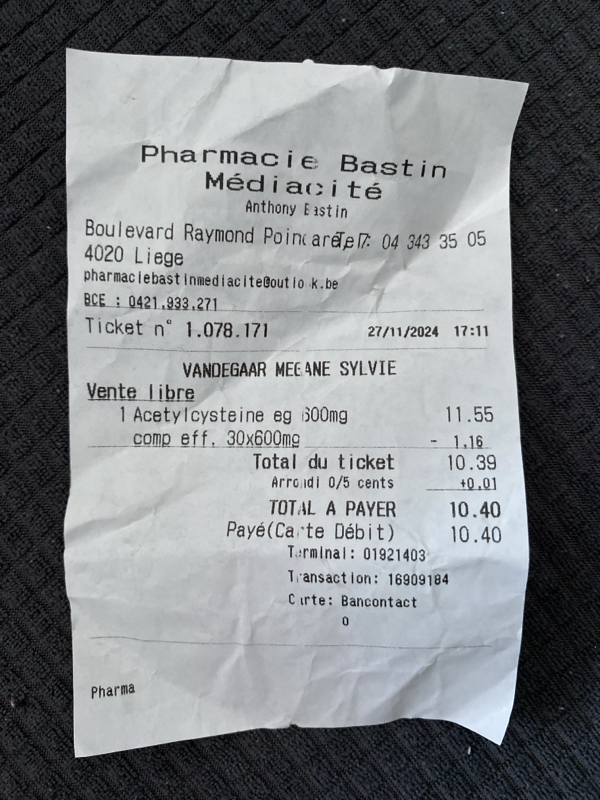 Pharmacie Bastin
Médiacité
Anthony Bastin
Boulevard Raymond Poincaré, 7 Tel: 04 343 35 05
4020 Liege
pharmaciebastinmediacite@outlook.be
BCE : 0421.933.271
Ticket n° 1.078.171 27/11/2024 17:11
VANDEGAAR MEGANE SYLVIE
Vente libre
1 Acetylcysteine eg 600mg 11.55
comp eff. 30x600mg - 1.16
Total du ticket 10.39
Arrondi 0/5 cents +0.01
TOTAL A PAYER 10.40
Payé(Carte Débit) 10.40
Terminal: 01921403
Transaction: 16909184
Carte: Bancontact
0
Pharma